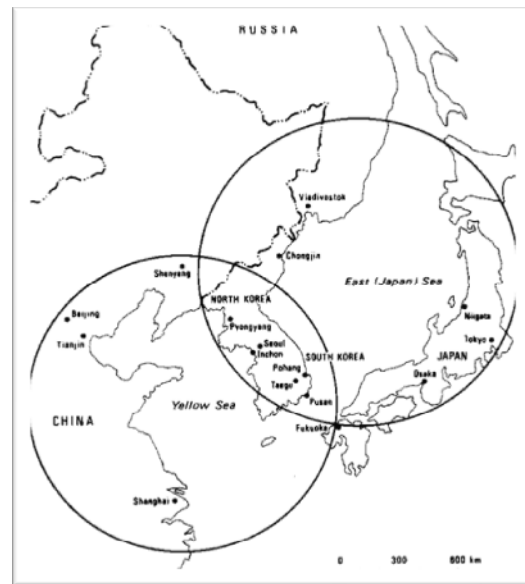 RUSSIA
Vladivostok
Chongjin
Shenyang
East (Japan) Sea
NORTH KOREA
Beijing
Pyongyang
Niigata
Tianjin
Seoul
Inchon
Tokyo
SOUTH KOREA
JAPAN
Pohang
Taegu
Osaka
Pusan
Yellow Sea
CHINA
Fukuoka
Shanghai
0 300 600 km